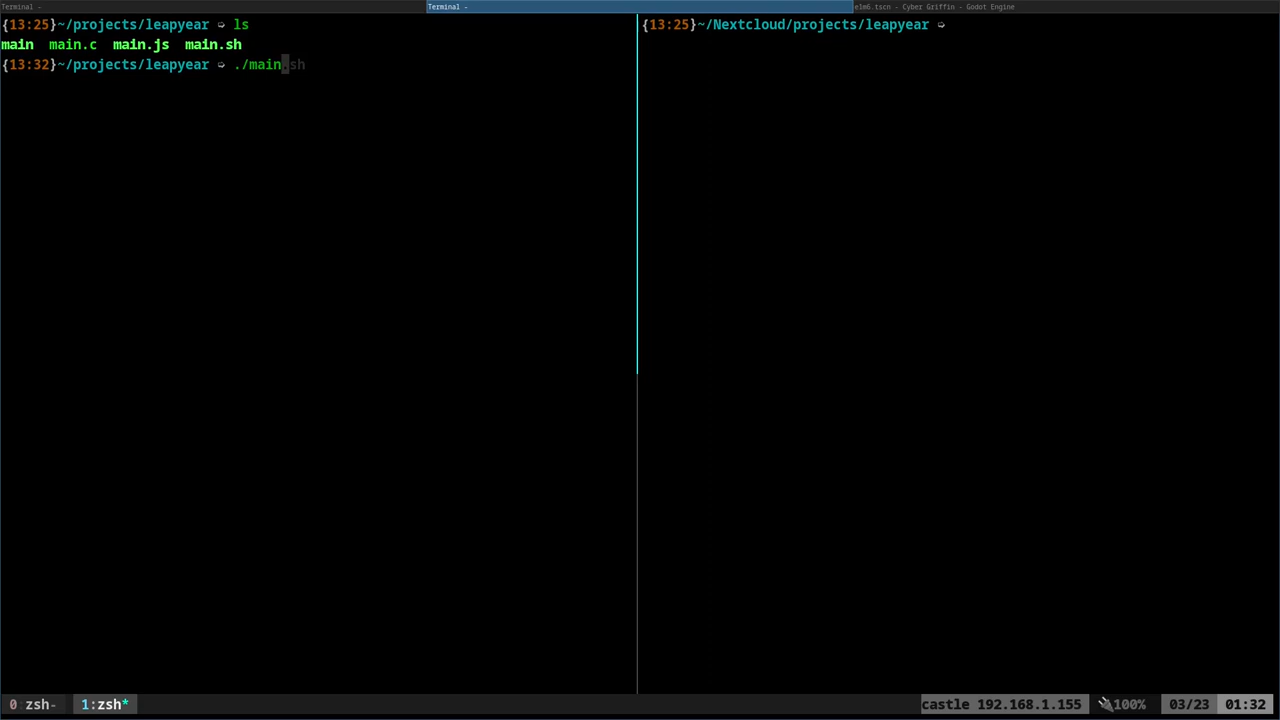 Terminal -
Terminal -
e1m6.tscn - Cyber Griffin - Godot Engine
{13:25}~/projects/leapyear ➭ ls
main  main.c  main.js  main.sh
{13:32}~/projects/leapyear ➭ ./main.sh
{13:25}~/Nextcloud/projects/leapyear ➭
0 zsh-  1:zsh*
castle 192.168.1.155  100%  03/23  01:32